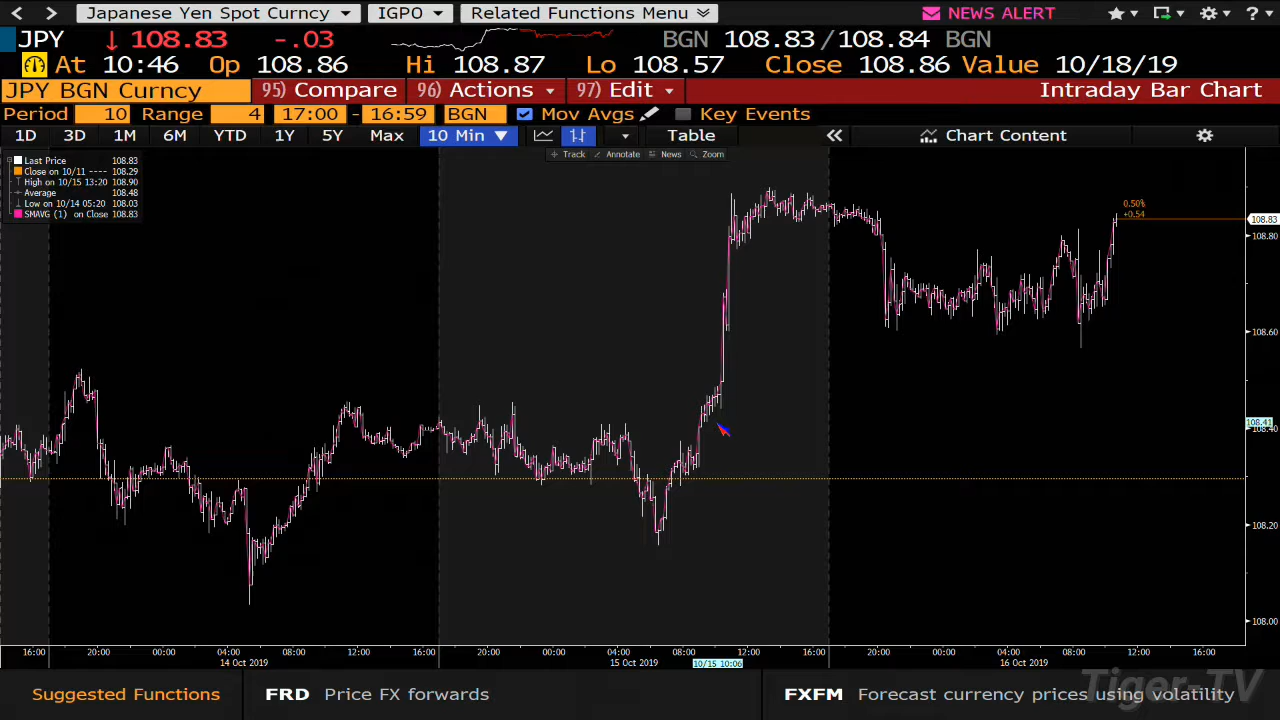 Japanese Yen Spot Curncy IGPO Related Functions Menu NEWS ALERT ?
JPY ↓ 108.83 -.03 BGN 108.83/108.84 BGN
At 10:46 Op 108.86 Hi 108.87 Lo 108.57 Close 108.86 Value 10/18/19
JPY BGN Curncy 95) Compare 96) Actions 97) Edit Intraday Bar Chart
Period 10 Range 4 17:00 - 16:59 BGN Mov Avgs Key Events
1D 3D 1M 6M YTD 1Y 5Y Max 10 Min ▼ Table « Chart Content
Track Annotate News Zoom
Last Price 108.83
Close on 10/11 ---- 108.29
High on 10/15 13:20 108.90
Average 108.48
Low on 10/14 05:20 108.03
SMAVG (1) on Close 108.83
0.50%
+0.54
108.83
108.80
108.60
108.41
108.40
108.20
108.00
16:00 20:00 00:00 04:00 08:00 12:00 16:00 20:00 00:00 04:00 08:00 12:00 16:00 20:00 00:00 04:00 08:00 12:00 16:00
14 Oct 2019 15 Oct 2019 10/15 10:06 16 Oct 2019
Suggested Functions FRD Price FX forwards FXFM Forecast currency prices using volatility
Tiger-TV